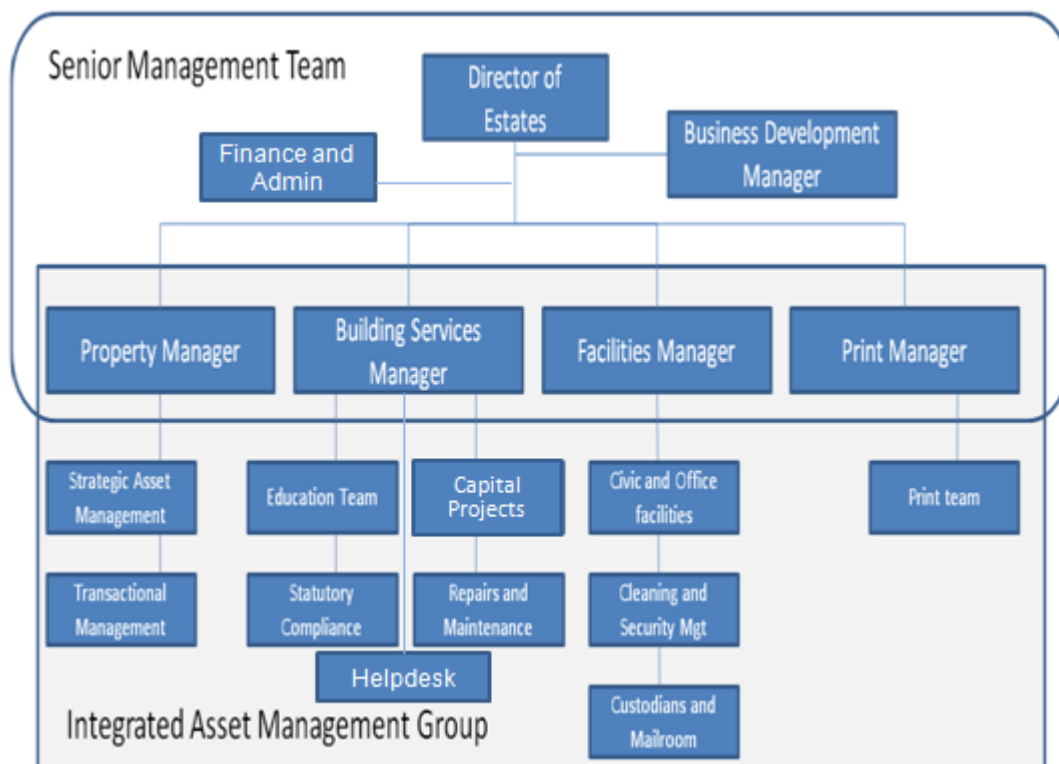 Senior Management Team
Director of
Estates
Business Development
Manager
Finance and
Admin
Property Manager
Building Services
Manager
Facilities Manager
Print Manager
Strategic Asset
Management
Education Team
Capital
Projects
Civic and Office
facilities
Print team
Transactional
Management
Statutory
Compliance
Repairs and
Maintenance
Cleaning and
Security Mgt
Helpdesk
Custodians and
Mailroom
Integrated Asset Management Group